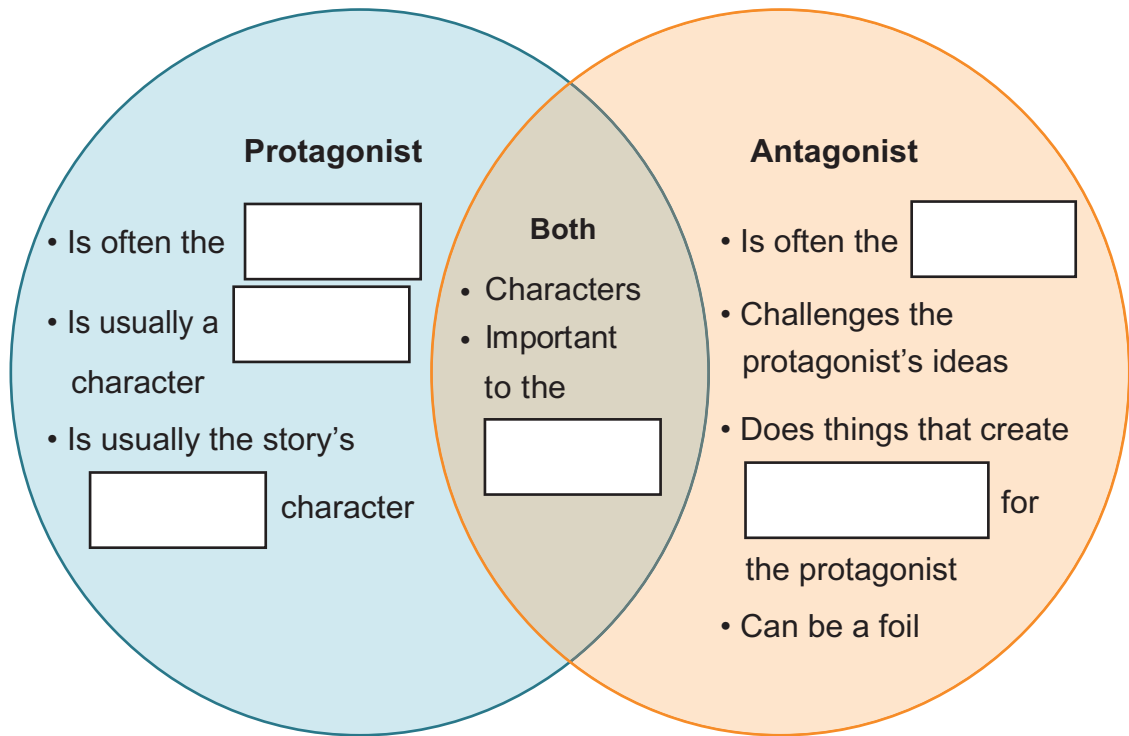 Protagonist
• Is often the
• Is usually a
character
• Is usually the story’s
character
Both
• Characters
• Important
to the
Antagonist
• Is often the
• Challenges the
protagonist’s ideas
• Does things that create
for
the protagonist
• Can be a foil